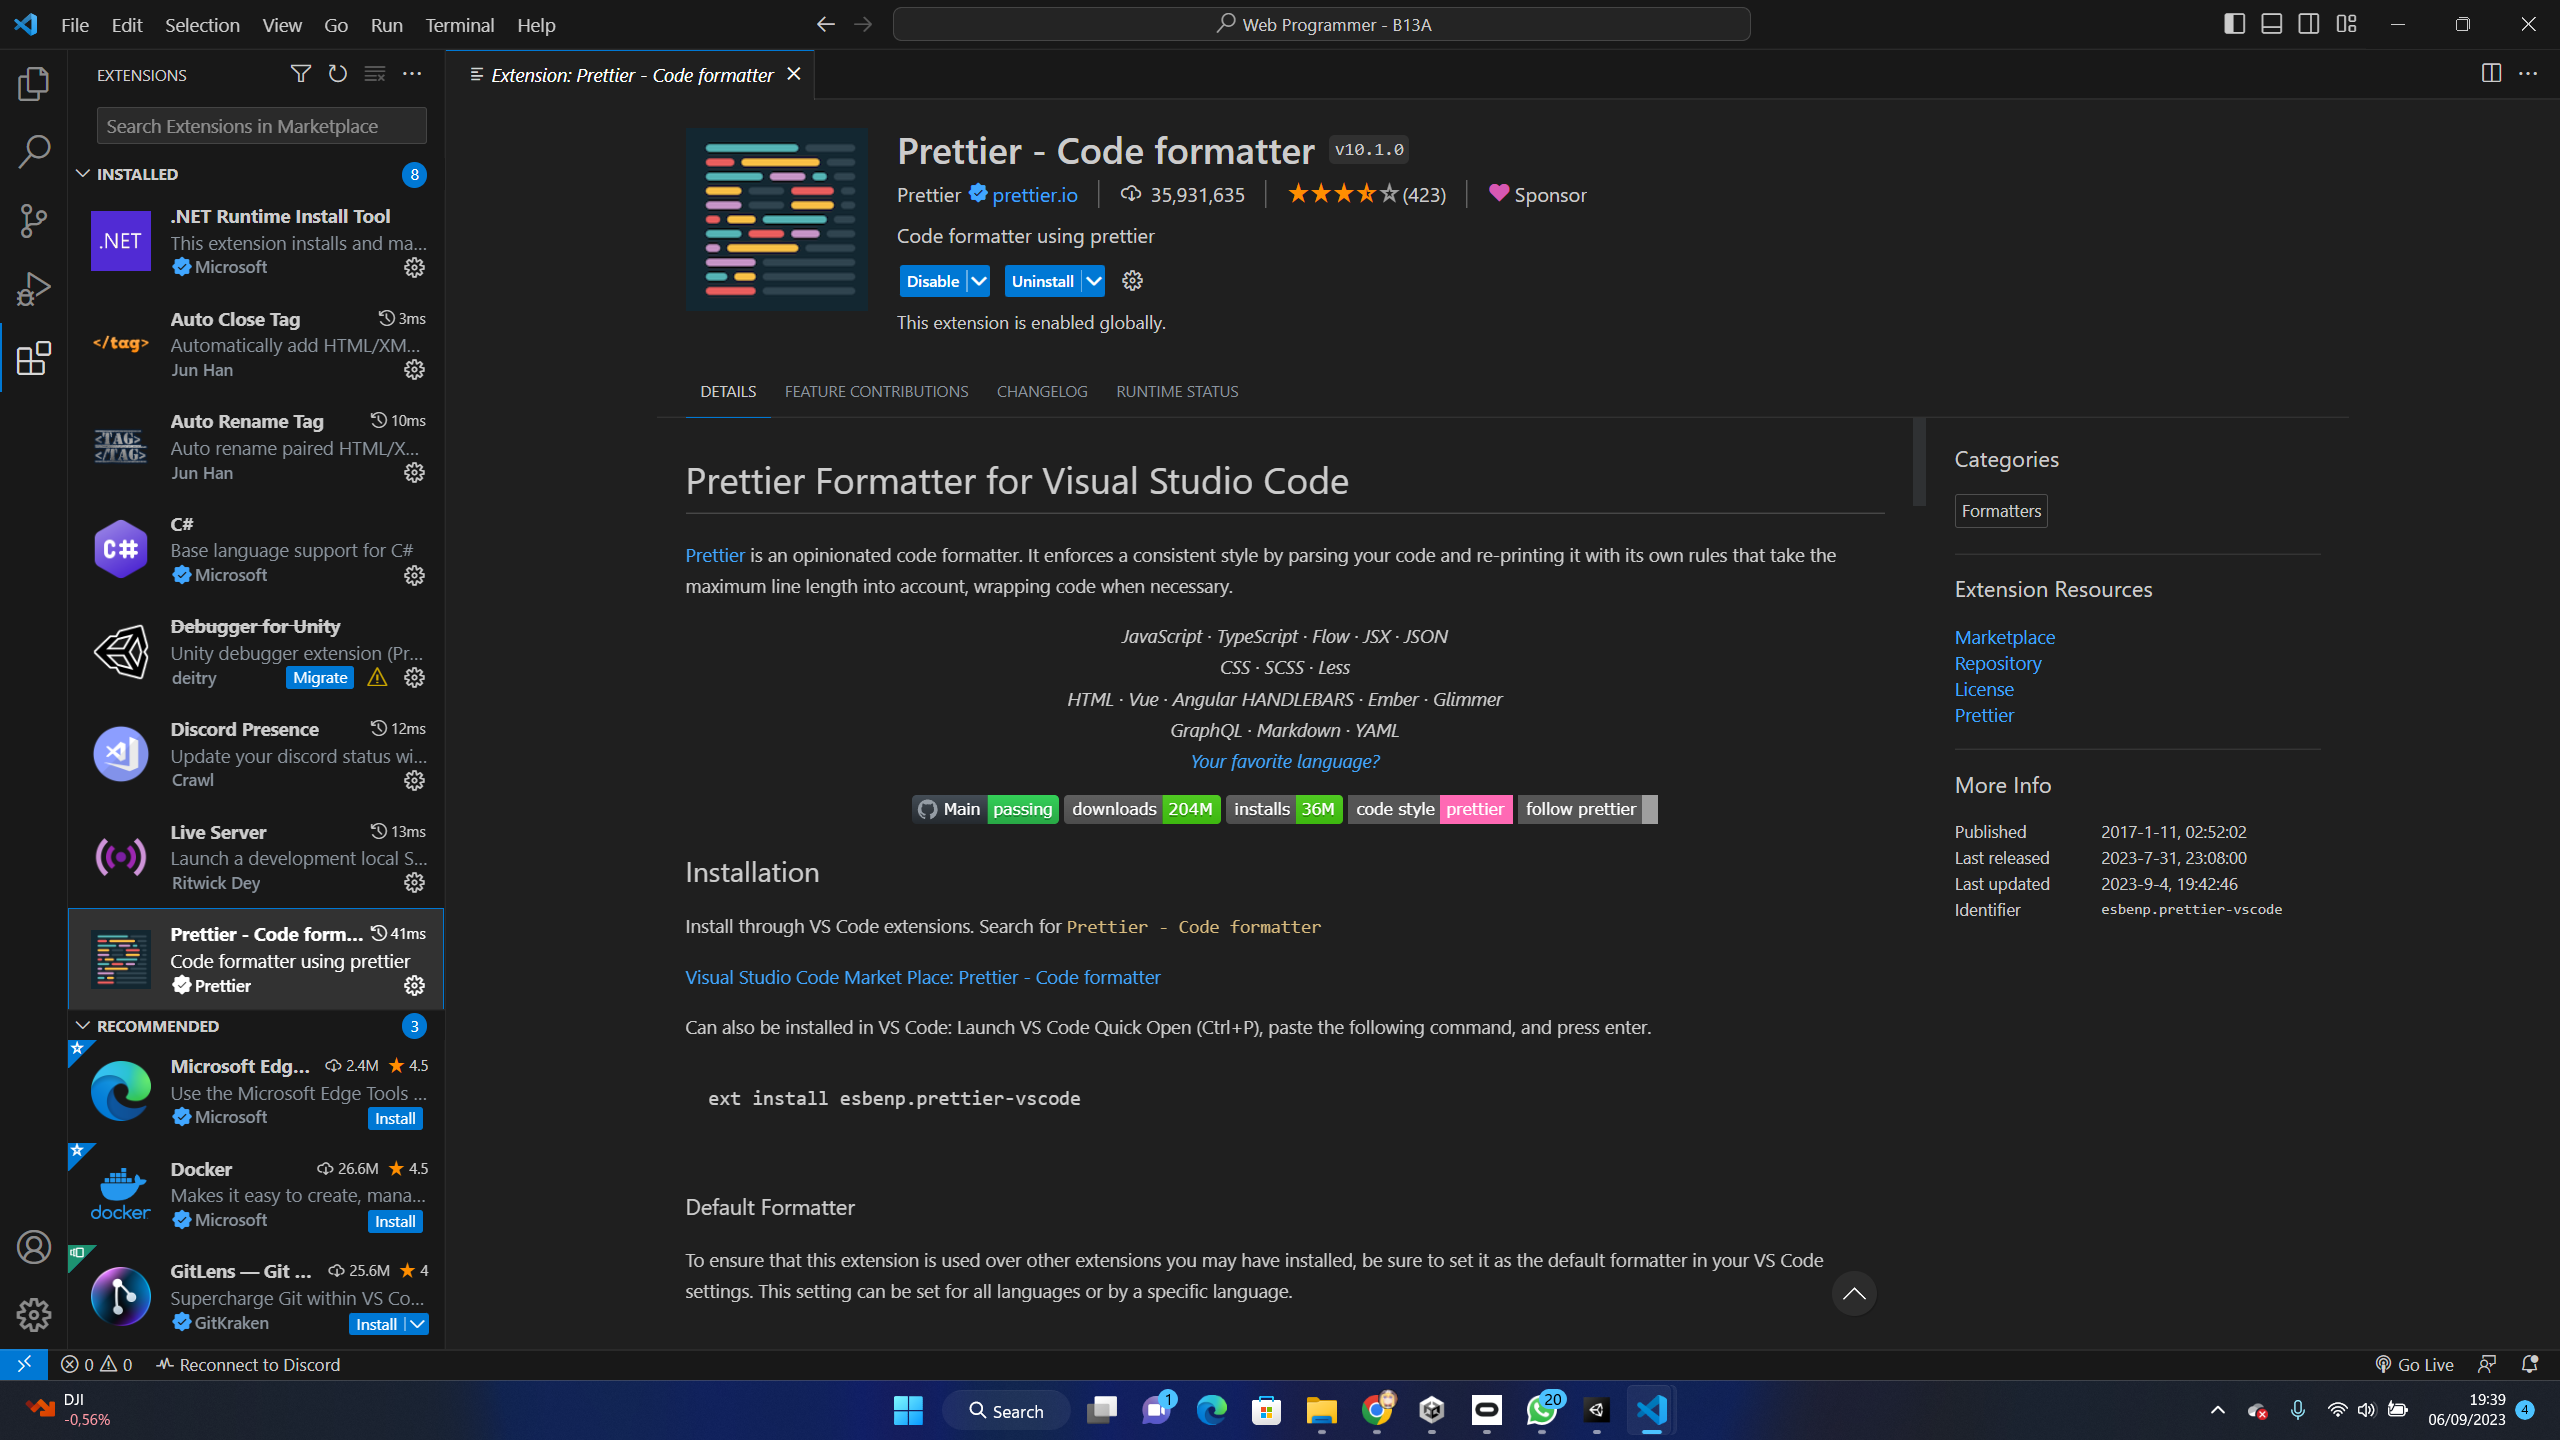 File Edit Selection View Go Run Terminal Help
Web Programmer - B13A
EXTENSIONS
Search Extensions in Marketplace
INSTALLED 8
.NET
.NET Runtime Install Tool
This extension installs and ma...
Microsoft
</tag>
Auto Close Tag 3ms
Automatically add HTML/XM...
Jun Han
<TAG>
</TAG>
Auto Rename Tag 10ms
Auto rename paired HTML/X...
Jun Han
C#
C#
Base language support for C#
Microsoft
Debugger for Unity
Unity debugger extension (Pr...
deitry Migrate
Discord Presence 12ms
Update your discord status wi...
Crawl
Live Server 13ms
Launch a development local S...
Ritwick Dey
Prettier - Code form... 41ms
Code formatter using prettier
Prettier
RECOMMENDED 3
Microsoft Edg... 2.4M 4.5
Use the Microsoft Edge Tools ...
Microsoft Install
docker
Docker 26.6M 4.5
Makes it easy to create, mana...
Microsoft Install
GitLens — Git ... 25.6M 4
Supercharge Git within VS Co...
GitKraken Install
Extension: Prettier - Code formatter
Prettier - Code formatter v10.1.0
Prettier prettier.io 35,931,635 (423) Sponsor
Code formatter using prettier
Disable Uninstall
This extension is enabled globally.
DETAILS FEATURE CONTRIBUTIONS CHANGELOG RUNTIME STATUS
Prettier Formatter for Visual Studio Code
Prettier is an opinionated code formatter. It enforces a consistent style by parsing your code and re-printing it with its own rules that take the
maximum line length into account, wrapping code when necessary.
JavaScript · TypeScript · Flow · JSX · JSON
CSS · SCSS · Less
HTML · Vue · Angular HANDLEBARS · Ember · Glimmer
GraphQL · Markdown · YAML
Your favorite language?
Main passing downloads 204M installs 36M code style prettier follow prettier
Installation
Install through VS Code extensions. Search for Prettier - Code formatter
Visual Studio Code Market Place: Prettier - Code formatter
Can also be installed in VS Code: Launch VS Code Quick Open (Ctrl+P), paste the following command, and press enter.
ext install esbenp.prettier-vscode
Default Formatter
To ensure that this extension is used over other extensions you may have installed, be sure to set it as the default formatter in your VS Code
settings. This setting can be set for all languages or by a specific language.
Categories
Formatters
Extension Resources
Marketplace
Repository
License
Prettier
More Info
Published 2017-1-11, 02:52:02
Last released 2023-7-31, 23:08:00
Last updated 2023-9-4, 19:42:46
Identifier esbenp.prettier-vscode
0 0 Reconnect to Discord Go Live
DJI
-0,56%
Search
1
20
19:39
06/09/2023 4